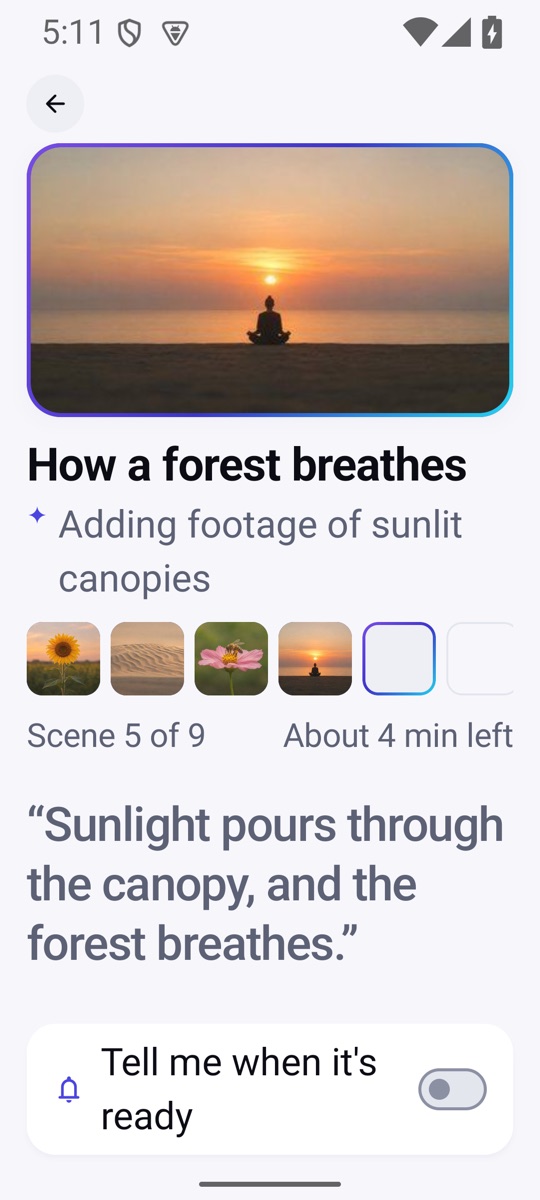 5:11
How a forest breathes
Adding footage of sunlit
canopies
Scene 5 of 9
About 4 min left
“Sunlight pours through
the canopy, and the
forest breathes.”
Tell me when it's
ready